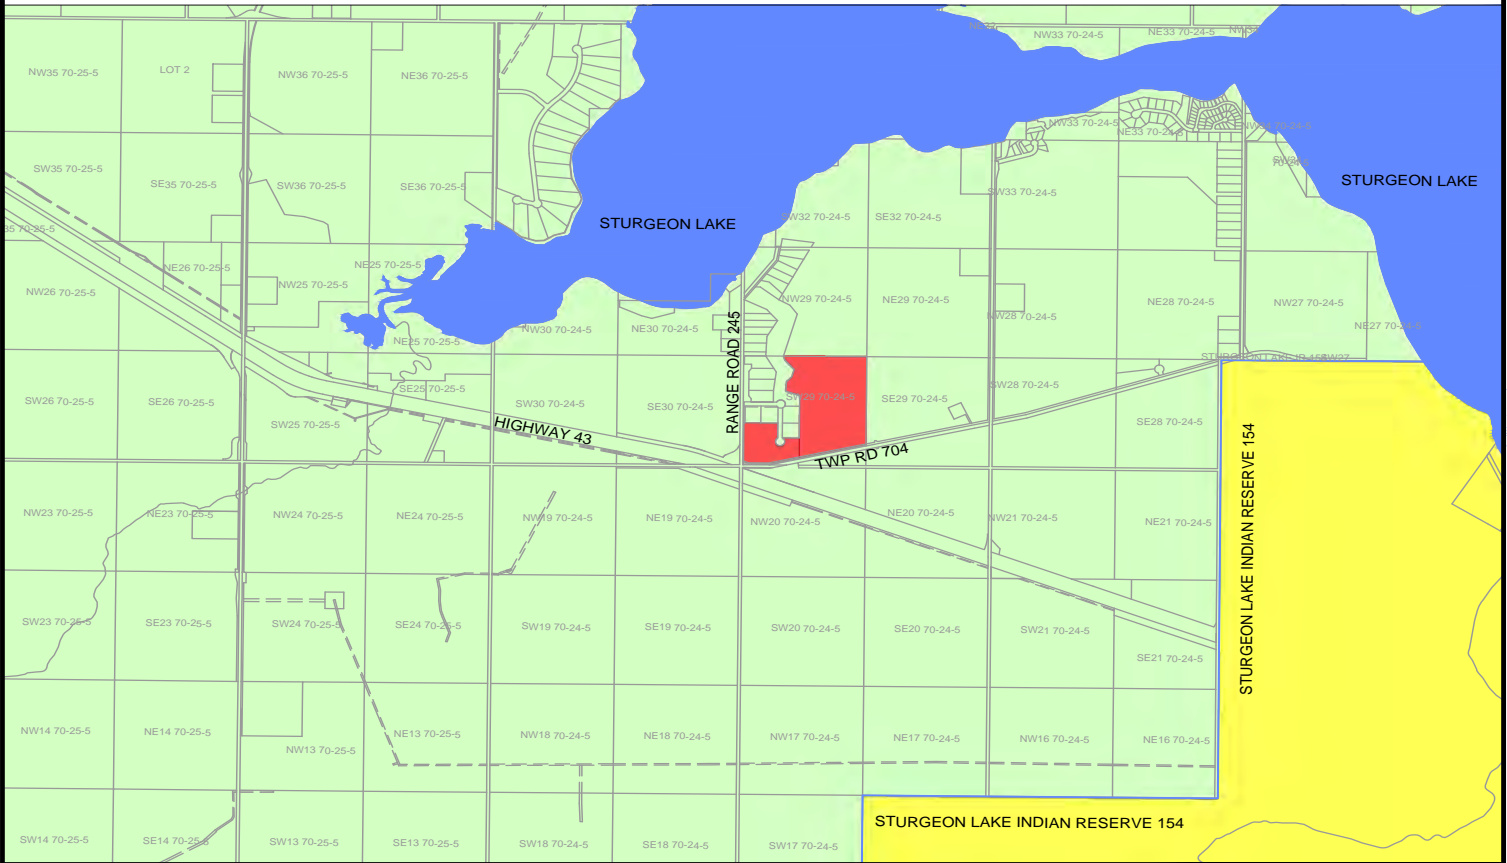 NW33 70-24-5
NE33 70-24-5
NW35 70-25-5
LOT 2
NW36 70-25-5
NE36 70-25-5
NW33 70-24-5
NE33 70-24-5
NW34 70-24-5
SW35 70-25-5
SE35 70-25-5
SW36 70-25-5
SE36 70-25-5
SW33 70-24-5
STURGEON LAKE
STURGEON LAKE
SW32 70-24-5
SE32 70-24-5
35 70-25-5
NE26 70-25-5
NE25 70-25-5
NW26 70-25-5
NW25 70-25-5
NW29 70-24-5
NE29 70-24-5
NE28 70-24-5
NW27 70-24-5
NW28 70-24-5
NE27 70-24-5
NW30 70-24-5
NE30 70-24-5
NE25 70-25-5
RANGE ROAD 245
SE25 70-25-5
SW28 70-24-5
SW26 70-25-5
SE26 70-25-5
SW30 70-24-5
SE30 70-24-5
SW29 70-24-5
SE29 70-24-5
SW25 70-25-5
SE28 70-24-5
HIGHWAY 43
TWP RD 704
STURGEON LAKE INDIAN RESERVE 154
NW23 70-25-5
NE23 70-25-5
NW24 70-25-5
NE24 70-25-5
NW19 70-24-5
NE19 70-24-5
NW20 70-24-5
NE20 70-24-5
NW21 70-24-5
NE21 70-24-5
SW23 70-25-5
SE23 70-25-5
SW24 70-25-5
SE24 70-25-5
SW19 70-24-5
SE19 70-24-5
SW20 70-24-5
SE20 70-24-5
SW21 70-24-5
SE21 70-24-5
NW14 70-25-5
NE14 70-25-5
NW13 70-25-5
NE13 70-25-5
NW18 70-24-5
NE18 70-24-5
NW17 70-24-5
NE17 70-24-5
NW16 70-24-5
NE16 70-24-5
STURGEON LAKE INDIAN RESERVE 154
SW14 70-25-5
SE14 70-25-5
SW13 70-25-5
SE13 70-25-5
SW18 70-24-5
SE18 70-24-5
SW17 70-24-5